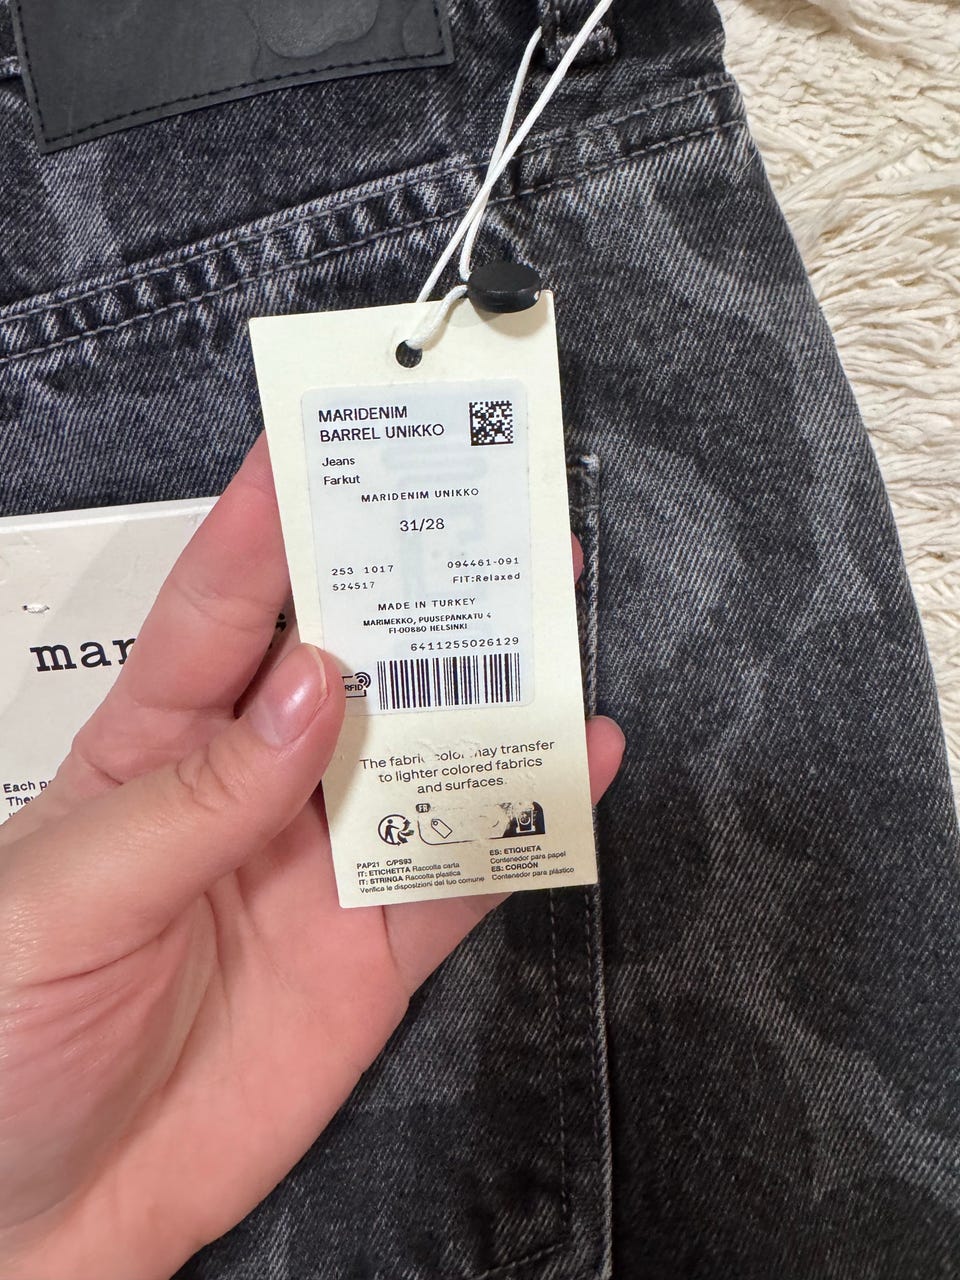 MARIDENIM
BARREL UNIKKO
Jeans
Farkut
MARIDENIM UNIKKO
31/28
253 1017 094461-091
524517 FIT:Relaxed
MADE IN TURKEY
MARIMEKKO, PUUSEPÄNKATU 4
FI-00880 HELSINKI
6411255026129
RFID
The fabric color may transfer
to lighter colored fabrics
and surfaces.
FR
PAP21 C/PS93
IT: ETICHETTA Raccolta carta
IT: STRINGA Raccolta plastica
Verifica le disposizioni del tuo comune
ES: ETIQUETA
Contenedor para papel
ES: CORDÓN
Contenedor para plástico
mar
Each
They